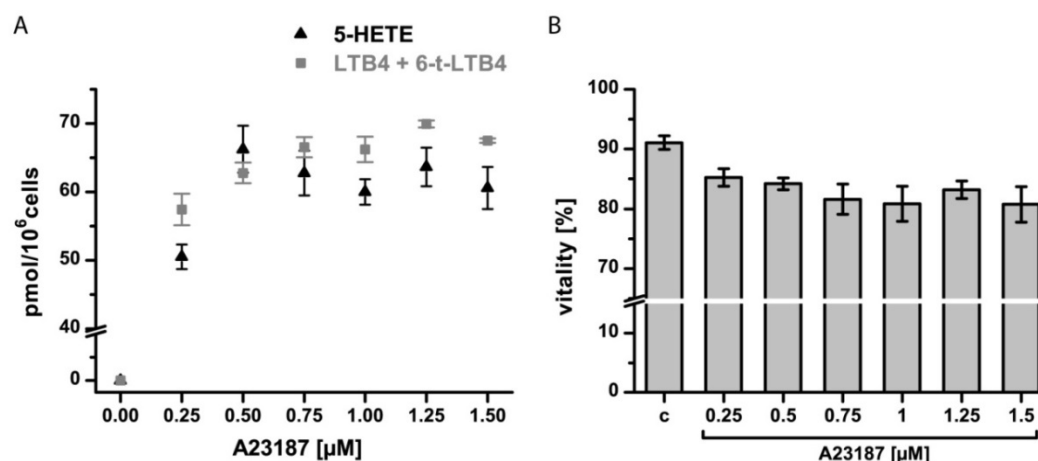 A
5-HETE
LTB4 + 6-t-LTB4
pmol/10⁶cells
70
60
50
40
0
0.00 0.25 0.50 0.75 1.00 1.25 1.50
A23187 [µM]
B
vitality [%]
100
90
80
70
10
0
c 0.25 0.5 0.75 1 1.25 1.5
A23187 [µM]